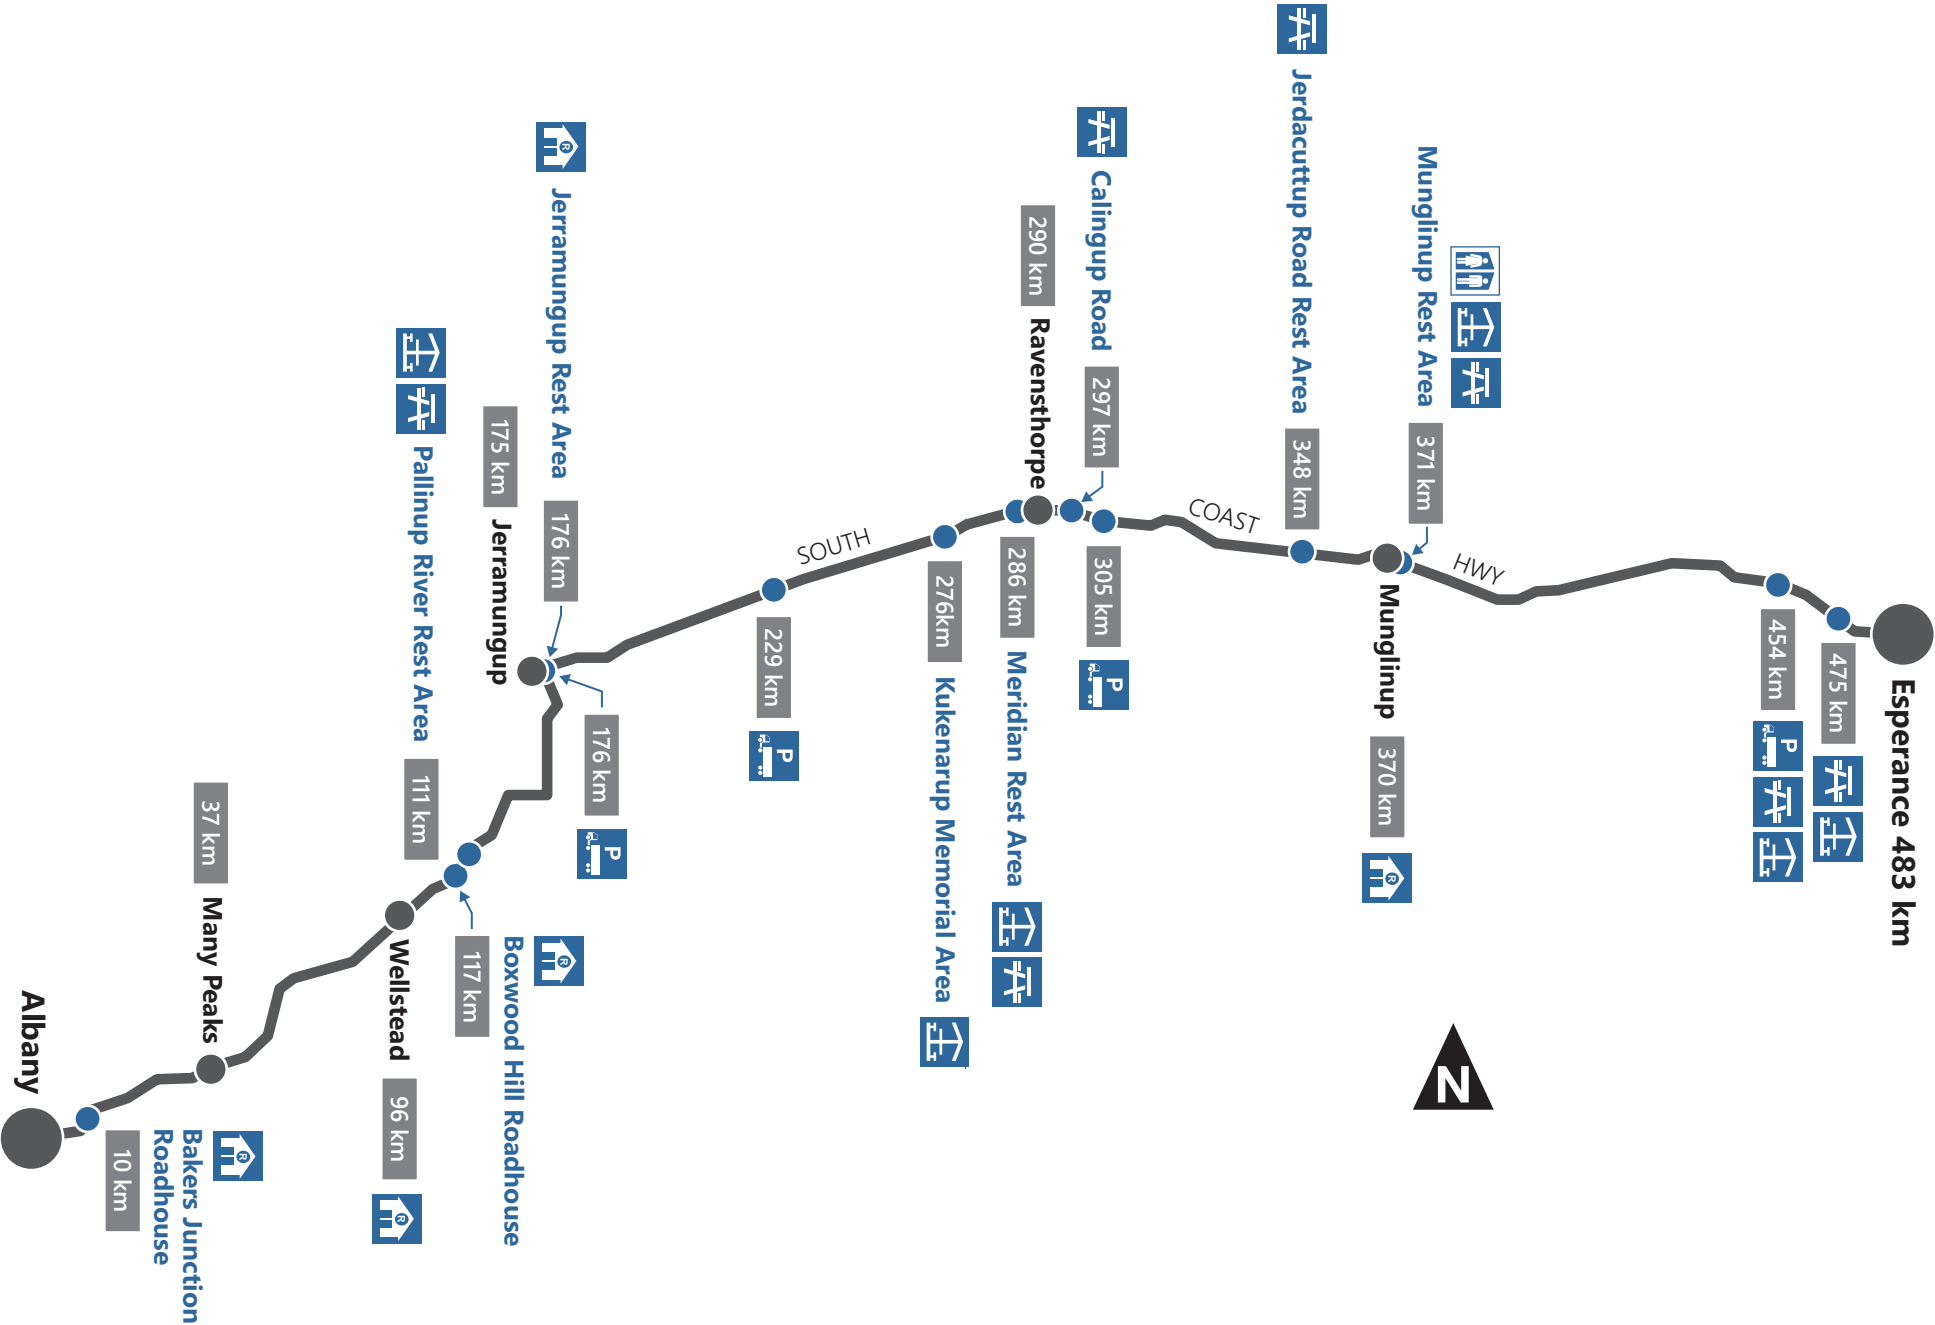 Jerdacuttup Road Rest Area
348 km
Munglinup Rest Area
371 km
Calingup Road
297 km
290 km
Ravensthorpe
Jerramungup Rest Area
176 km
175 km
Jerramungup
Pallinup River Rest Area
111 km
37 km
Many Peaks
Albany
SOUTH
COAST
HWY
Esperance 483 km
475 km
P
454 km
Munglinup
370 km
R
P
305 km
286 km
Meridian Rest Area
276km
Kukenarup Memorial Area
229 km
P
176 km
P
R
R
Boxwood Hill Roadhouse
117 km
Wellstead
96 km
R
R
Bakers Junction
Roadhouse
10 km
N